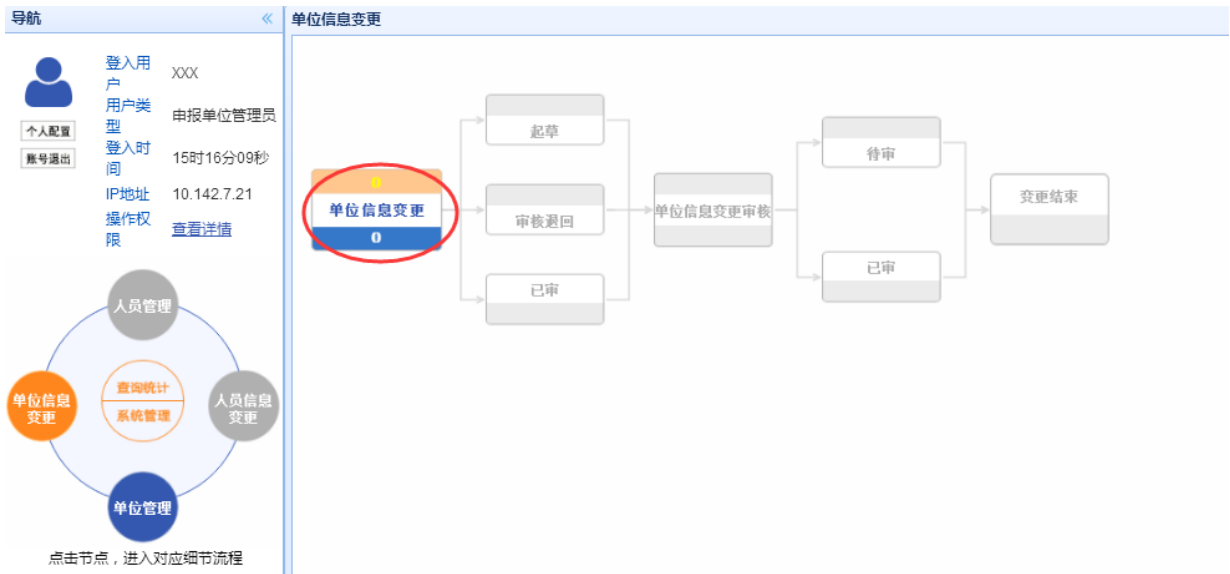 导航
«
单位信息变更
登入用
户
XXX
用户类
型
申报单位管理员
登入时
间
15时16分09秒
IP地址
10.142.7.21
操作权
限
查看详情
个人配置
账号退出
人员管理
单位信息
变更
查询统计
系统管理
人员信息
变更
单位管理
点击节点，进入对应细节流程
0
单位信息变更
0
起草
审核退回
已审
单位信息变更审核
待审
已审
变更结束